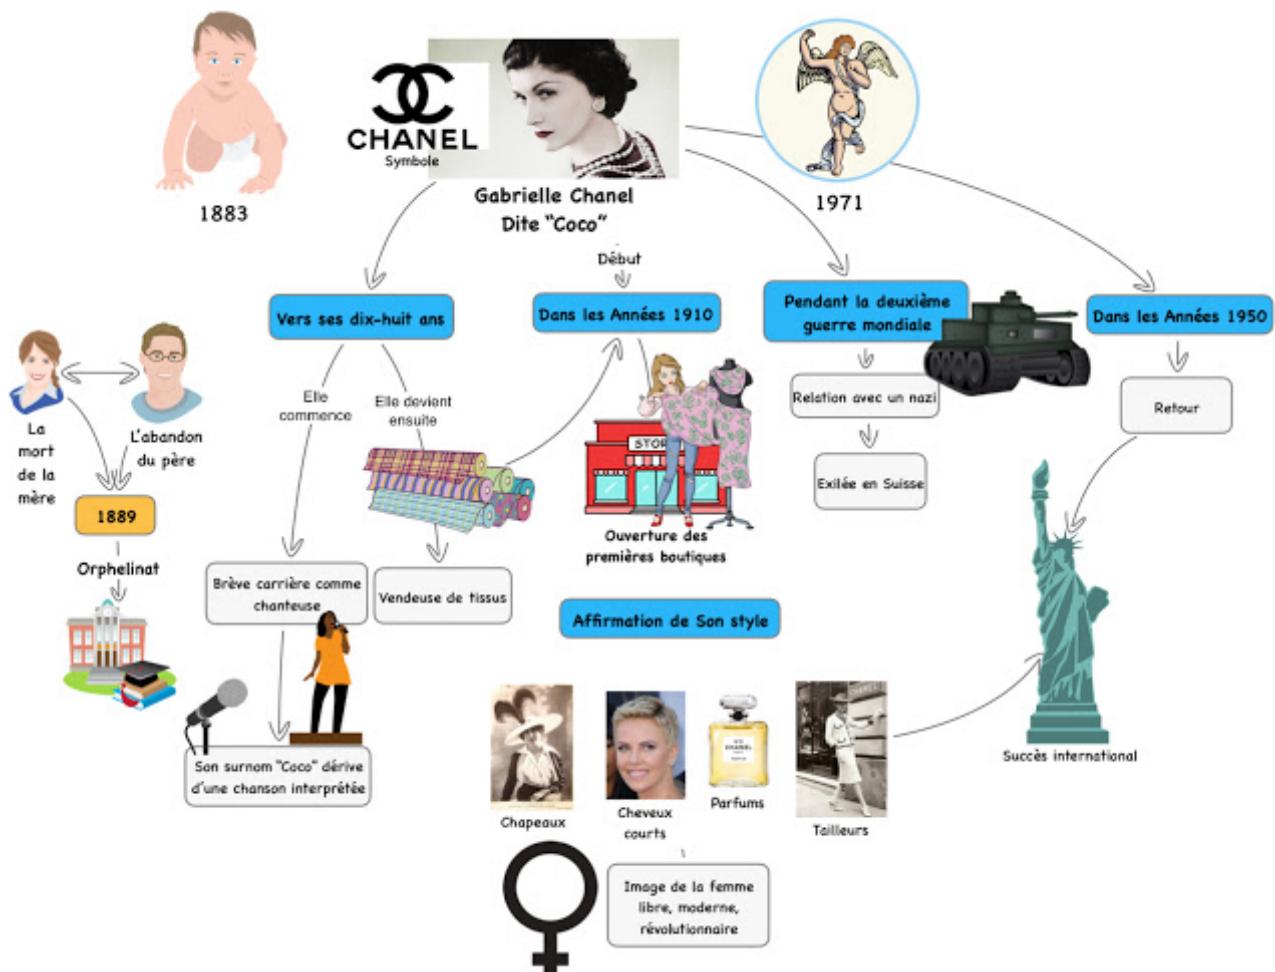 CHANEL
Symbole
Gabrielle Chanel
Dite "Coco"
1883
1971
Début
Vers ses dix-huit ans
Dans les Années 1910
Pendant la deuxième
guerre mondiale
Dans les Années 1950
Elle
commence
Elle devient
ensuite
La
mort
de la
mère
L'abandon
du père
1889
Orphelinat
Relation avec un nazi
Retour
Exilée en Suisse
STOR
Ouverture des
premières boutiques
Brève carrière comme
chanteuse
Vendeuse de tissus
Affirmation de Son style
Son surnom "Coco" dérive
d'une chanson interprétée
CHANEL
CHANEL
Chapeaux
Cheveux
courts
Parfums
Tailleurs
Succès international
Image de la femme
libre, moderne,
révolutionnaire